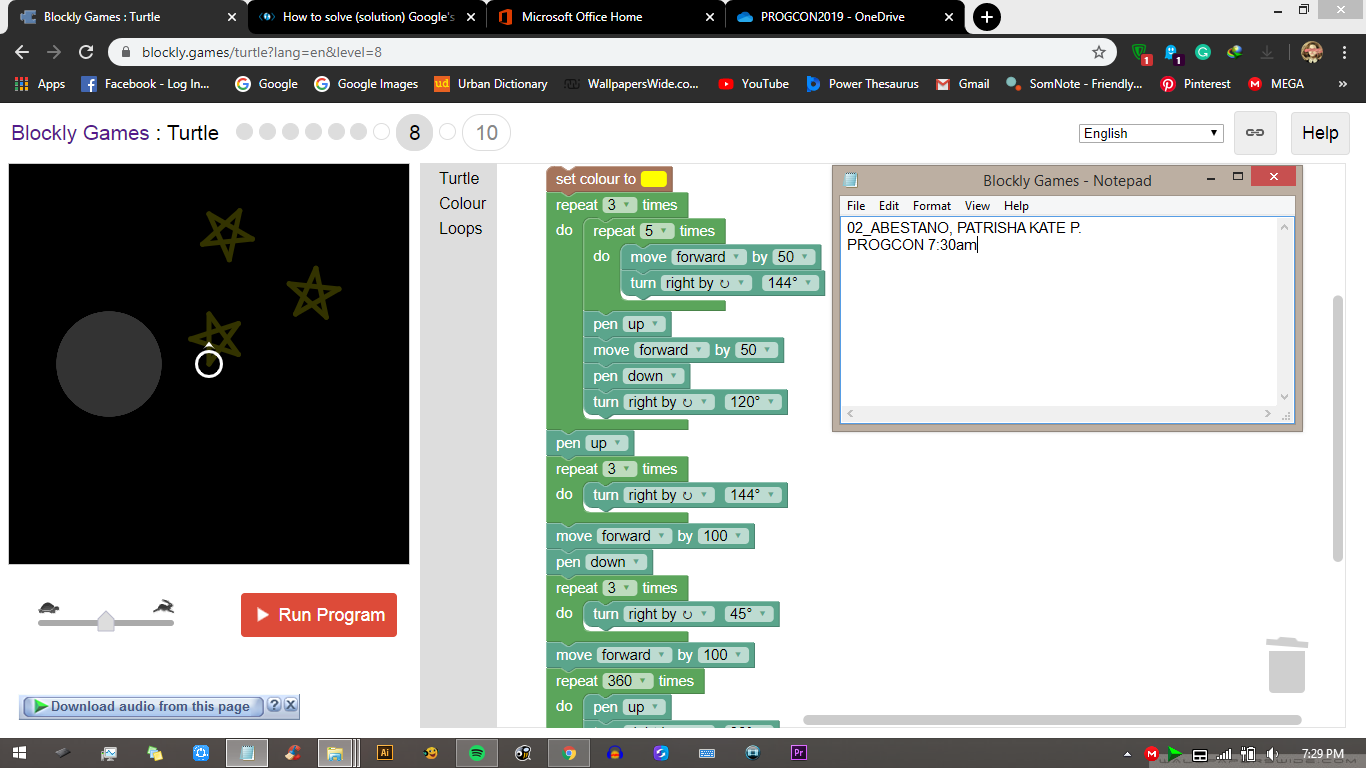 Blockly Games : Turtle
How to solve (solution) Google's
Microsoft Office Home
PROGCON2019 - OneDrive
blockly.games/turtle?lang=en&level=8
1
1
Apps
Facebook - Log In...
Google
Google Images
ud
Urban Dictionary
WallpapersWide.co...
YouTube
Power Thesaurus
Gmail
SomNote - Friendly...
Pinterest
MEGA
»
Blockly Games : Turtle
8
10
English
Help
Turtle
Colour
Loops
set colour to
repeat 3 times
do repeat 5 times
do move forward by 50
turn right by ↻ 144°
pen up
move forward by 50
pen down
turn right by ↻ 120°
pen up
repeat 3 times
do turn right by ↻ 144°
move forward by 100
pen down
repeat 3 times
do turn right by ↻ 45°
move forward by 100
repeat 360 times
do pen up
Blockly Games - Notepad
File Edit Format View Help
02_ABESTANO, PATRISHA KATE P.
PROGCON 7:30am
Run Program
Download audio from this page
?
Ai
Pr
7:29 PM